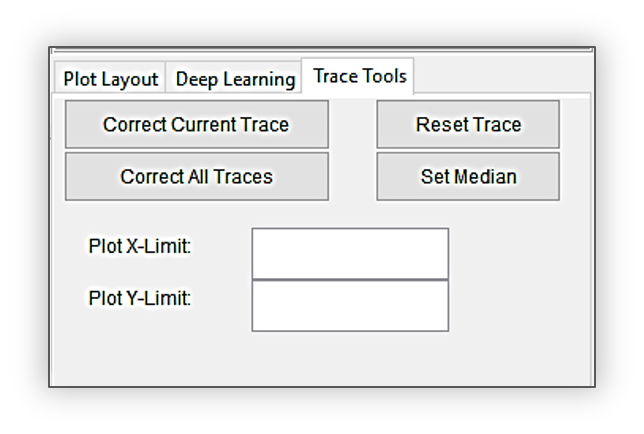 Plot Layout Deep Learning Trace Tools
Correct Current Trace Reset Trace
Correct All Traces Set Median
Plot X-Limit:
Plot Y-Limit: